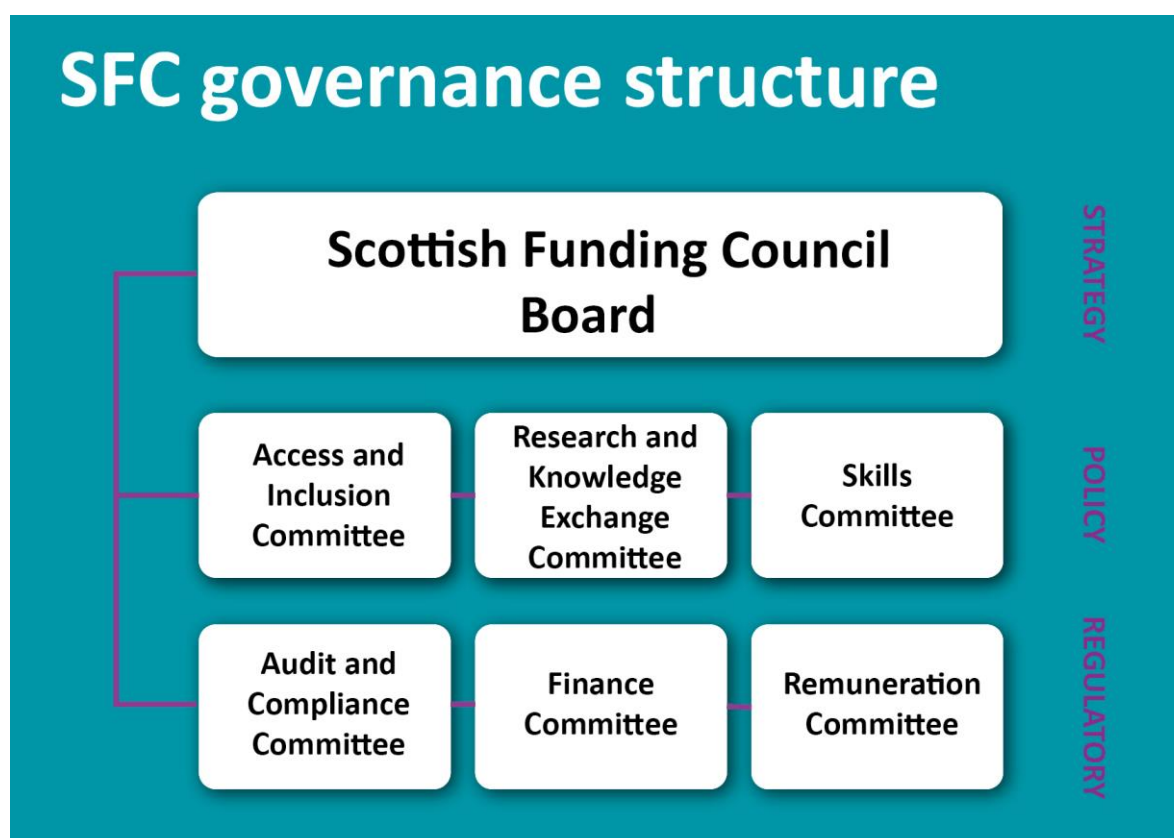 SFC governance structure
Scottish Funding Council
Board
STRATEGY
Access and
Inclusion
Committee
Research and
Knowledge
Exchange
Committee
Skills
Committee
POLICY
Audit and
Compliance
Committee
Finance
Committee
Remuneration
Committee
REGULATORY